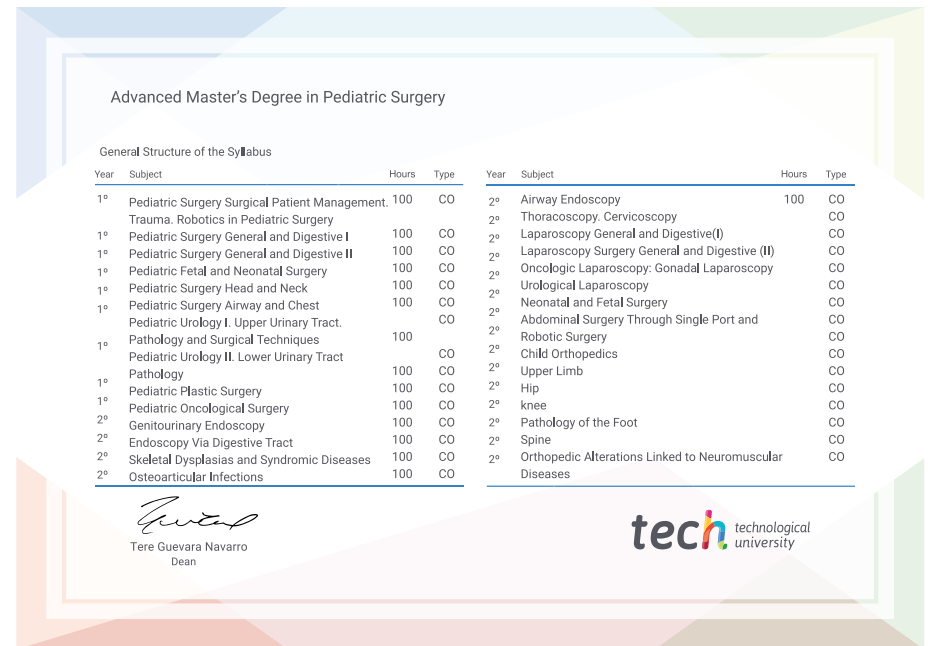 Advanced Master's Degree in Pediatric Surgery
General Structure of the Syllabus
Year Subject Hours Type
1º Pediatric Surgery Surgical Patient Management. 100 CO
Trauma. Robotics in Pediatric Surgery
1º Pediatric Surgery General and Digestive I 100 CO
1º Pediatric Surgery General and Digestive II 100 CO
1º Pediatric Fetal and Neonatal Surgery 100 CO
1º Pediatric Surgery Head and Neck 100 CO
1º Pediatric Surgery Airway and Chest 100 CO
Pediatric Urology I. Upper Urinary Tract. CO
1º Pathology and Surgical Techniques 100
Pediatric Urology II. Lower Urinary Tract CO
1º Pathology 100 CO
1º Pediatric Plastic Surgery 100 CO
2º Pediatric Oncological Surgery 100 CO
2º Genitourinary Endoscopy 100 CO
2º Endoscopy Via Digestive Tract 100 CO
2º Skeletal Dysplasias and Syndromic Diseases 100 CO
2º Osteoarticular Infections 100 CO
Year Subject Hours Type
2º Airway Endoscopy 100 CO
2º Thoracoscopy. Cervicoscopy CO
2º Laparoscopy General and Digestive(I) CO
2º Laparoscopy Surgery General and Digestive (II) CO
2º Oncologic Laparoscopy: Gonadal Laparoscopy CO
2º Urological Laparoscopy CO
2º Neonatal and Fetal Surgery CO
2º Abdominal Surgery Through Single Port and CO
2º Robotic Surgery CO
2º Child Orthopedics CO
2º Upper Limb CO
2º Hip CO
2º knee CO
2º Pathology of the Foot CO
2º Spine CO
Orthopedic Alterations Linked to Neuromuscular CO
Diseases
Tere Guevara Navarro
Dean
tech technological
university